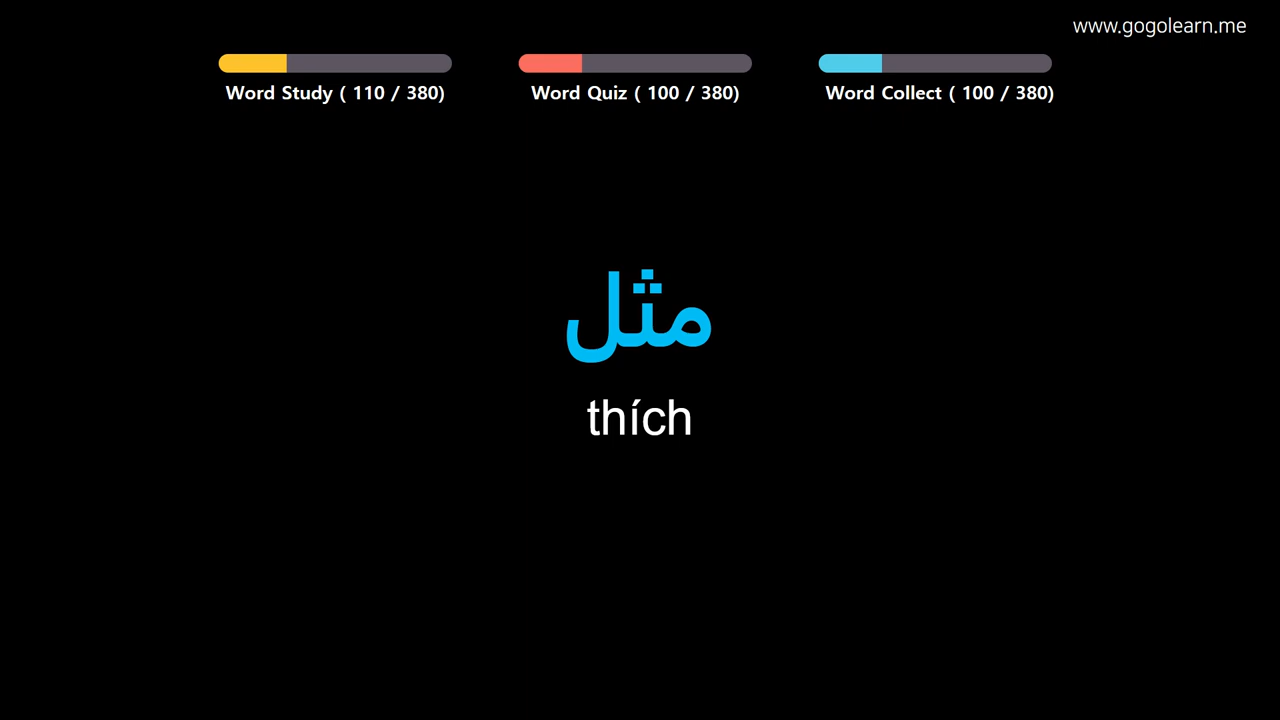 www.gogolearn.me
Word Study ( 110 / 380)
Word Quiz ( 100 / 380)
Word Collect ( 100 / 380)
مثل
thích